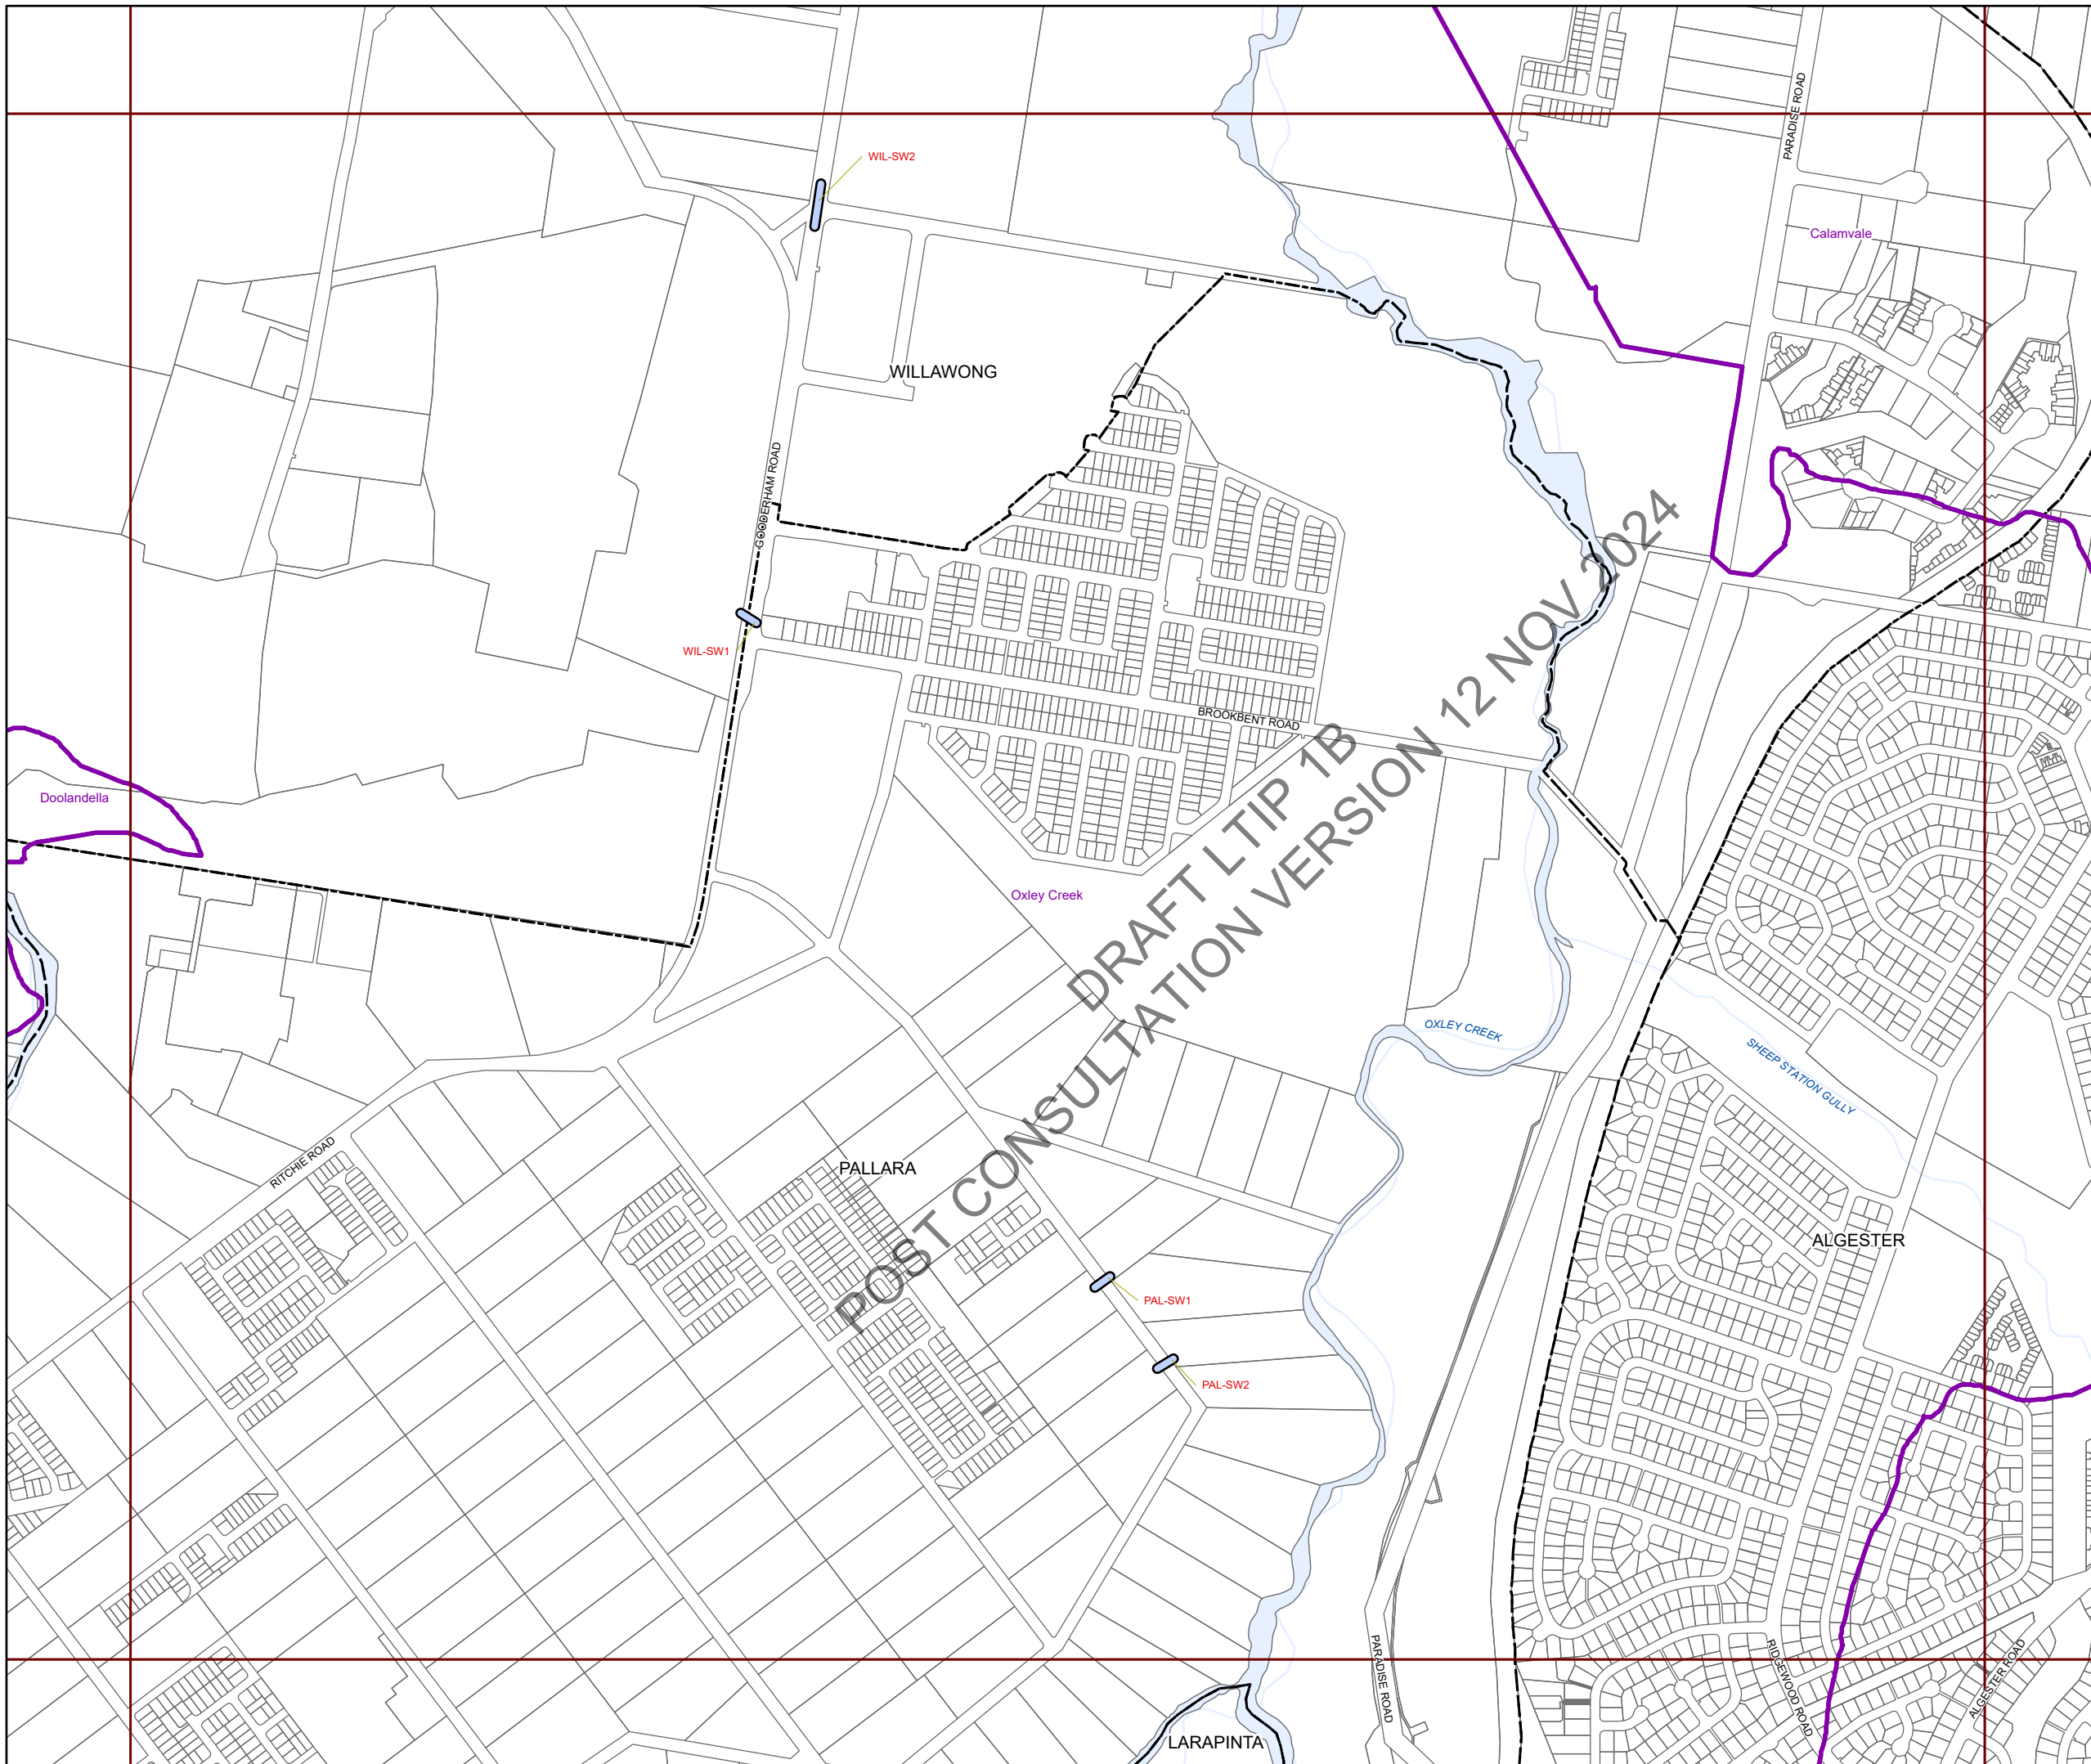 PARADISE ROAD
WIL-SW2
Calamvale
WILLAWONG
GOODERHAM ROAD
WIL-SW1
BROOKBENT ROAD
Doolandella
Oxley Creek
DRAFT LTIP 1B
POST CONSULTATION VERSION 12 NOV 2024
OXLEY CREEK
SHEEP STATION GULLY
RITCHIE ROAD
PALLARA
ALGESTER
PAL-SW1
PAL-SW2
PARADISE ROAD
RIDGEWOOD ROAD
ALGESTER ROAD
LARAPINTA